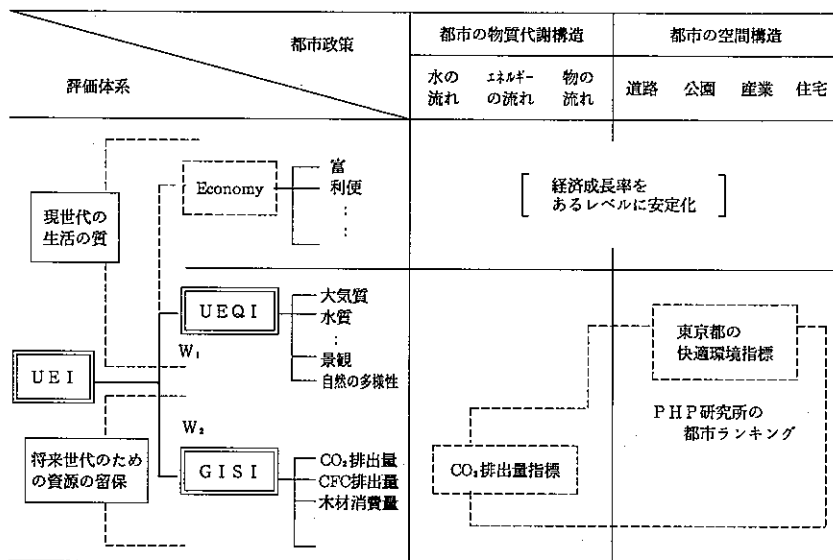 都市政策
評価体系
都市の物質代謝構造
都市の空間構造
水の
流れ
エネルギー
の流れ
物の
流れ
道路
公園
産業
住宅
現世代の
生活の質
Economy
富
利便
:
:
経済成長率を
あるレベルに安定化
UEI
W₁
UEQI
大気質
水質
:
景観
自然の多様性
東京都の
快適環境指標
PHP研究所の
都市ランキング
W₂
将来世代のため
の資源の留保
GISI
CO₂排出量
CFC排出量
木材消費量
CO₂排出量指標